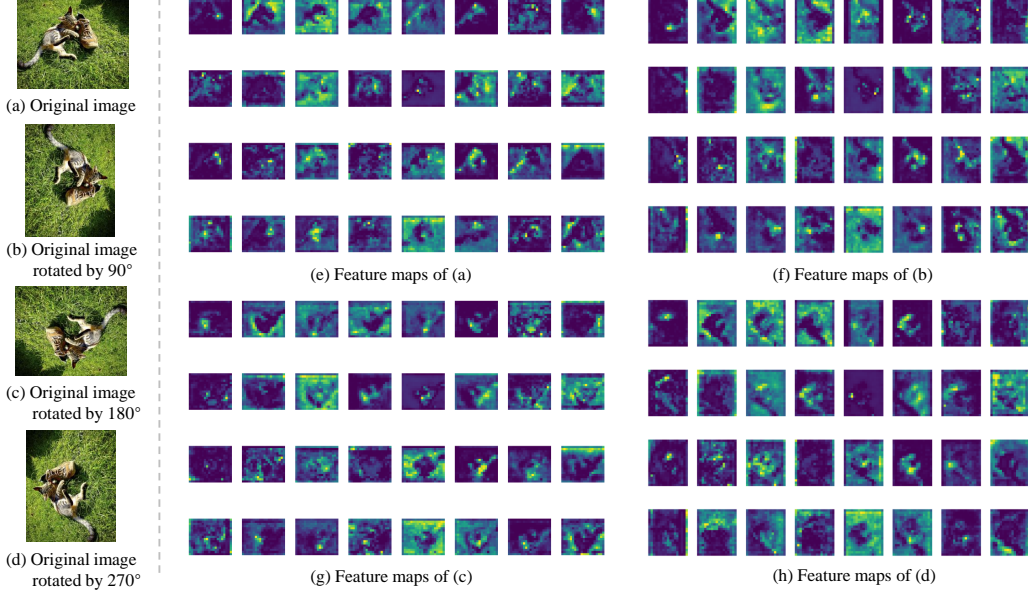 (a) Original image
(b) Original image
rotated by 90°
(c) Original image
rotated by 180°
(d) Original image
rotated by 270°
(e) Feature maps of (a)
(f) Feature maps of (b)
(g) Feature maps of (c)
(h) Feature maps of (d)